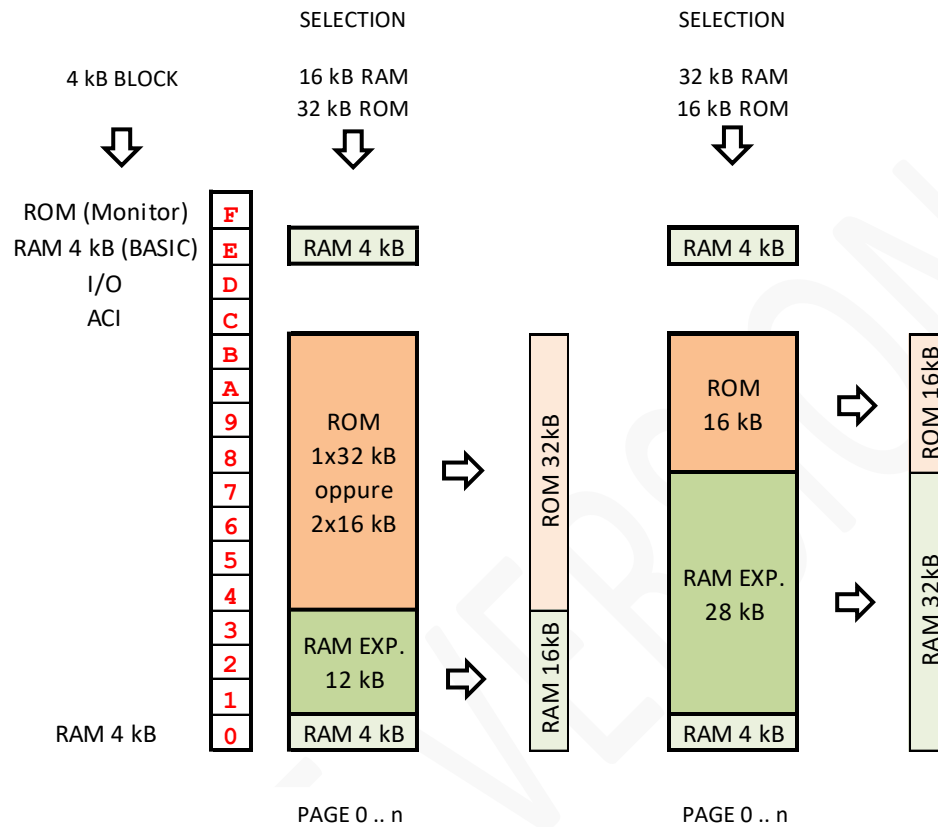 SELECTION
SELECTION
4 kB BLOCK
16 kB RAM
32 kB ROM
32 kB RAM
16 kB ROM
ROM (Monitor)
F
RAM 4 kB (BASIC)
E
RAM 4 kB
RAM 4 kB
I/O
D
ACI
C
B
A
9
8
7
6
5
4
3
2
1
RAM 4 kB
0
ROM
1x32 kB
oppure
2x16 kB
RAM EXP.
12 kB
RAM 4 kB
ROM 32kB
RAM 16kB
ROM
16 kB
RAM EXP.
28 kB
RAM 4 kB
ROM 16kB
RAM 32kB
PAGE 0 .. n
PAGE 0 .. n
VERSION